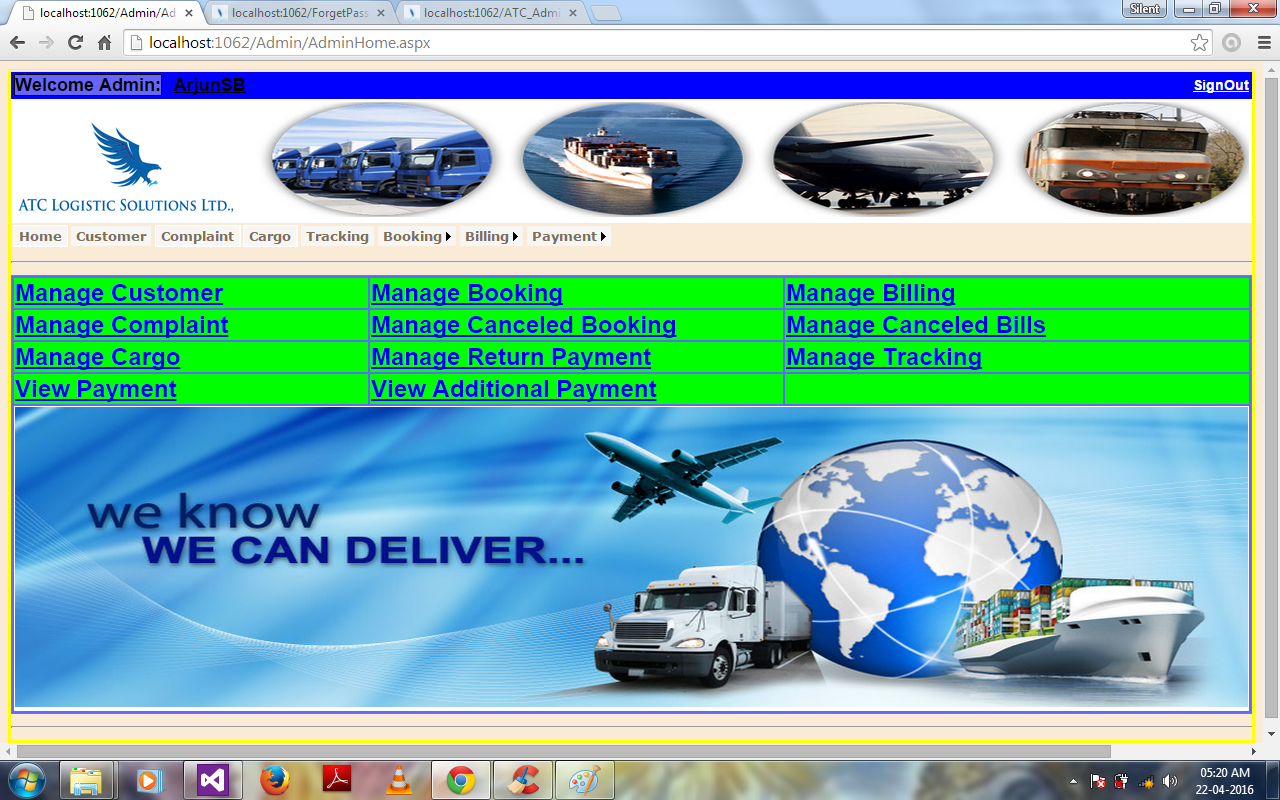 localhost:1062/Admin/Ad
localhost:1062/ForgetPass
localhost:1062/ATC_Admi
Silent
localhost:1062/Admin/AdminHome.aspx
Welcome Admin: ArjunSB SignOut
ATC LOGISTIC SOLUTIONS LTD.,
Home Customer Complaint Cargo Tracking Booking Billing Payment
Manage Customer Manage Booking Manage Billing
Manage Complaint Manage Canceled Booking Manage Canceled Bills
Manage Cargo Manage Return Payment Manage Tracking
View Payment View Additional Payment
we know
WE CAN DELIVER...
05:20 AM
22-04-2016